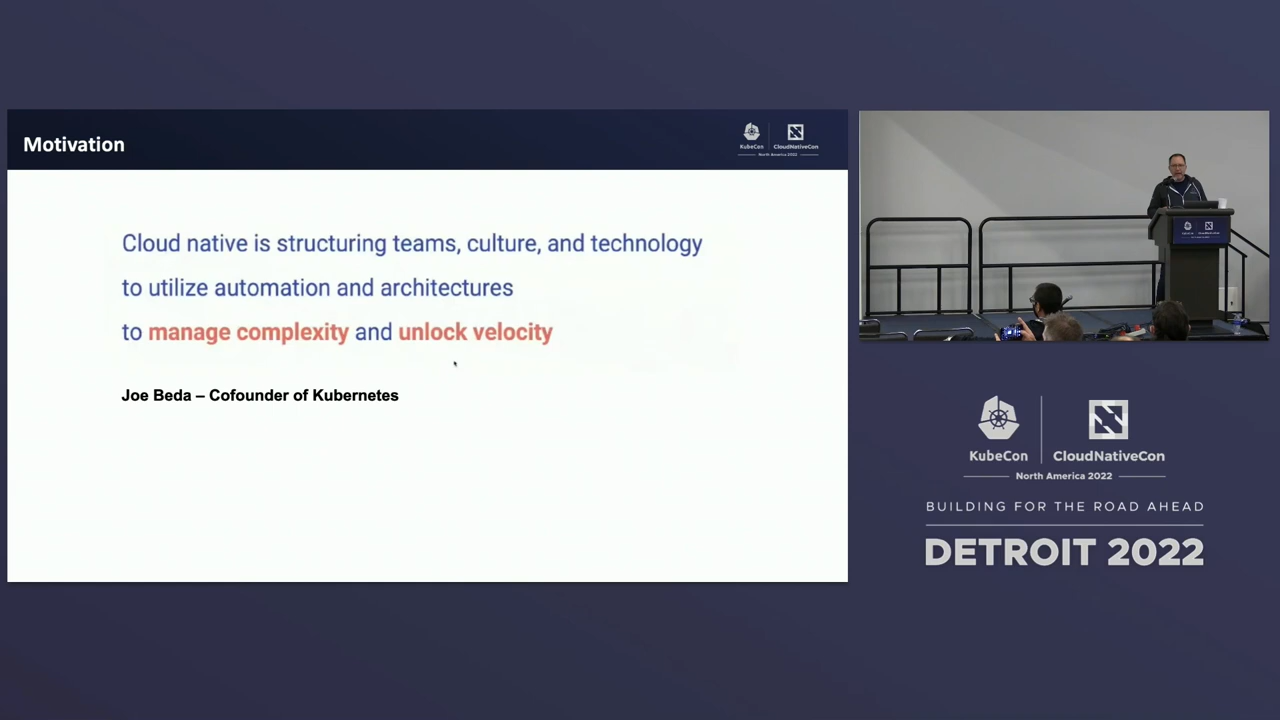 Motivation
KubeCon
CloudNativeCon
North America 2022
Cloud native is structuring teams, culture, and technology
to utilize automation and architectures
to manage complexity and unlock velocity
Joe Beda – Cofounder of Kubernetes
KubeCon
CloudNativeCon
North America 2022
BUILDING FOR THE ROAD AHEAD
DETROIT 2022